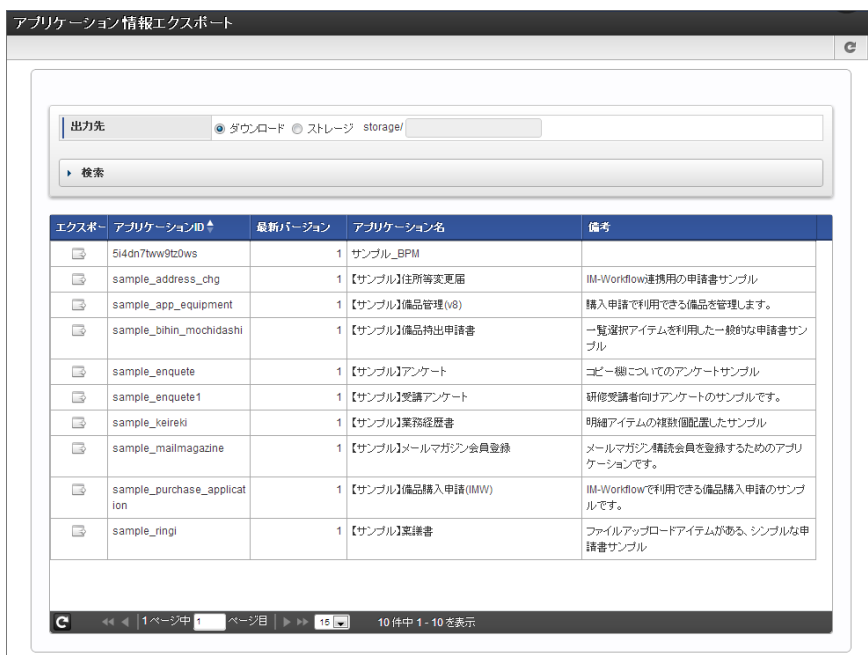 アプリケーション情報エクスポート
出力先 ダウンロード ストレージ storage/
検索
エクスポー アプリケーションID 最新バージョン アプリケーション名 備考
5i4dn7tww9tz0ws 1 サンプル_BPM
sample_address_chg 1 【サンプル】住所等変更届 IM-Workflow連携用の申請書サンプル
sample_app_equipment 1 【サンプル】備品管理(v8) 購入申請で利用できる備品を管理します。
sample_bihin_mochidashi 1 【サンプル】備品持出申請書 一覧選択アイテムを利用した一般的な申請書サン
プル
sample_enquete 1 【サンプル】アンケート コピー機についてのアンケートサンプル
sample_enquete1 1 【サンプル】受講アンケート 研修受講者向けアンケートのサンプルです。
sample_keireki 1 【サンプル】業務経歴書 明細アイテムの複数個配置したサンプル
sample_mailmagazine 1 【サンプル】メールマガジン会員登録 メールマガジン購読会員を登録するためのアプリ
ケーションです。
sample_purchase_applicat 1 【サンプル】備品購入申請(IMW) IM-Workflowで利用できる備品購入申請のサンプ
ion ルです。
sample_ringi 1 【サンプル】稟議書 ファイルアップロードアイテムがある、シンプルな申
請書サンプル
1 ページ中 1 ページ目 15 10 件中 1 - 10 を表示